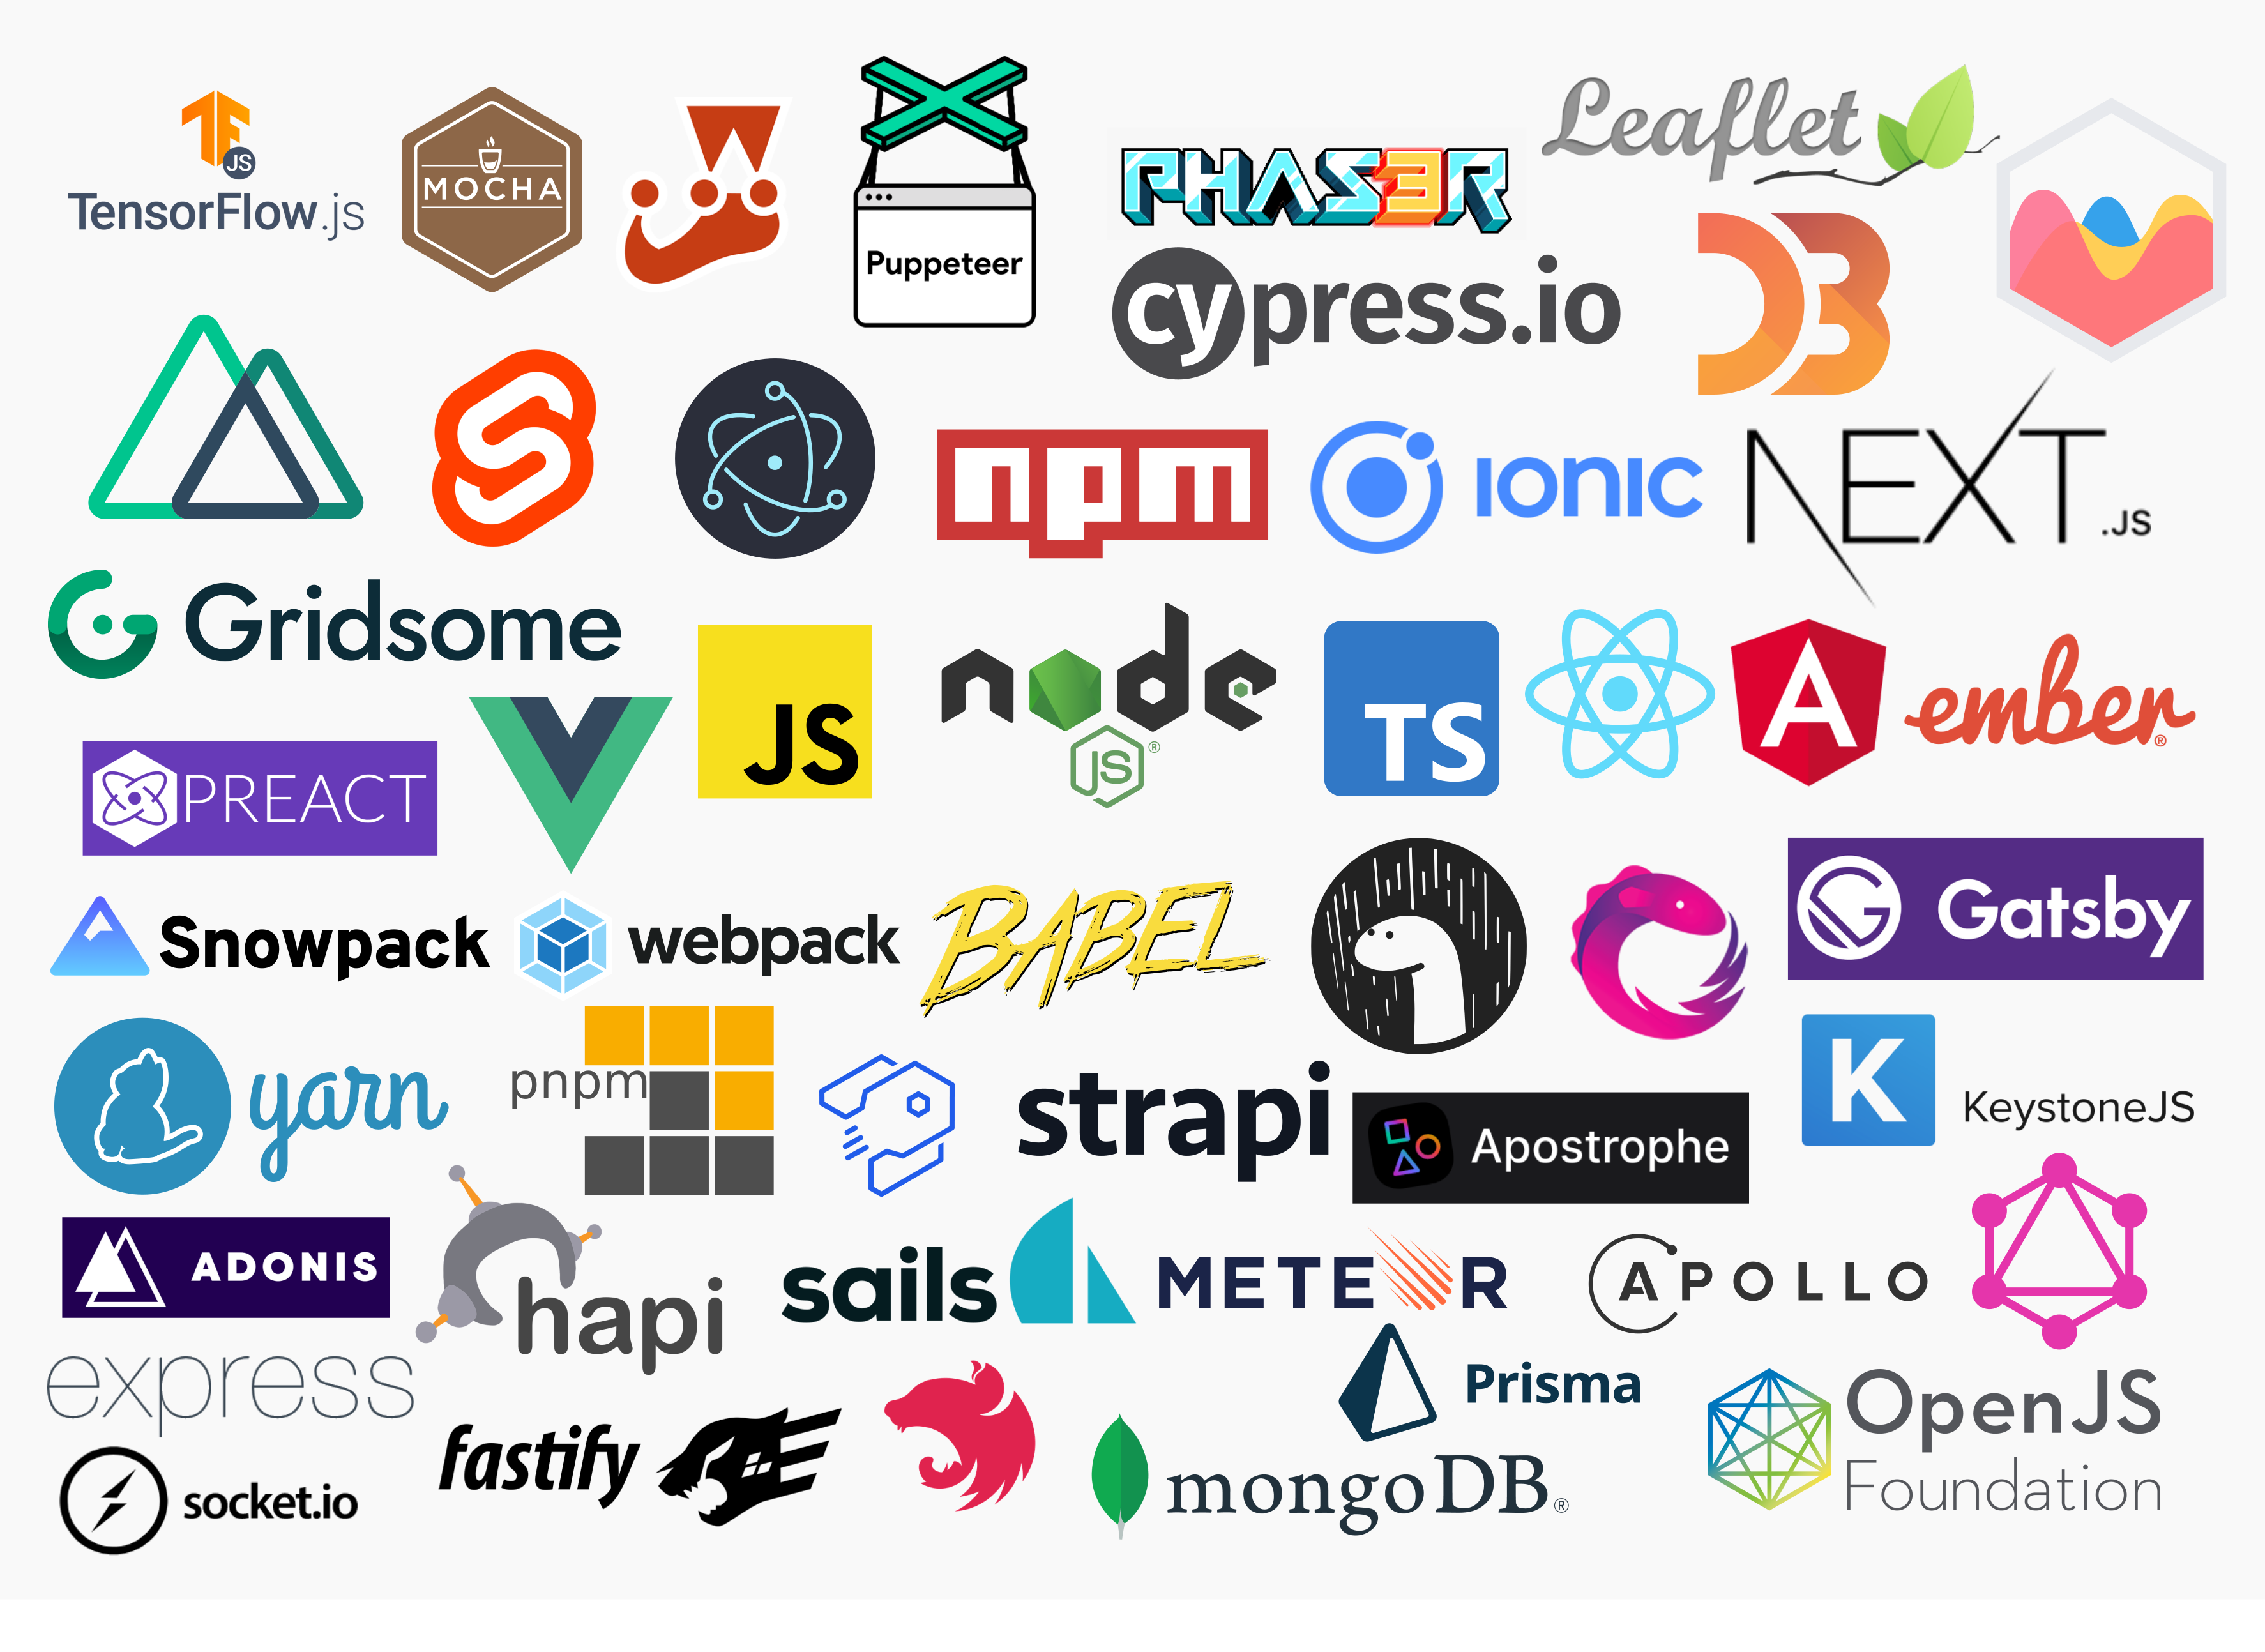 TensorFlow.js
JS
MOCHA
Puppeteer
PHAS3R
Leaflet
cypress.io
D3
npm
IONIC
NEXT.JS
Gridsome
JS
node
JS®
TS
A
ember®
PREACT
Snowpack
webpack
BABEL
Gatsby
yarn
pnpm
strapi
Apostrophe
K
KeystoneJS
ADONIS
hapi
sails
METEOR
APOLLO
express
Prisma
OpenJS
Foundation
fastify
mongoDB®
socket.io